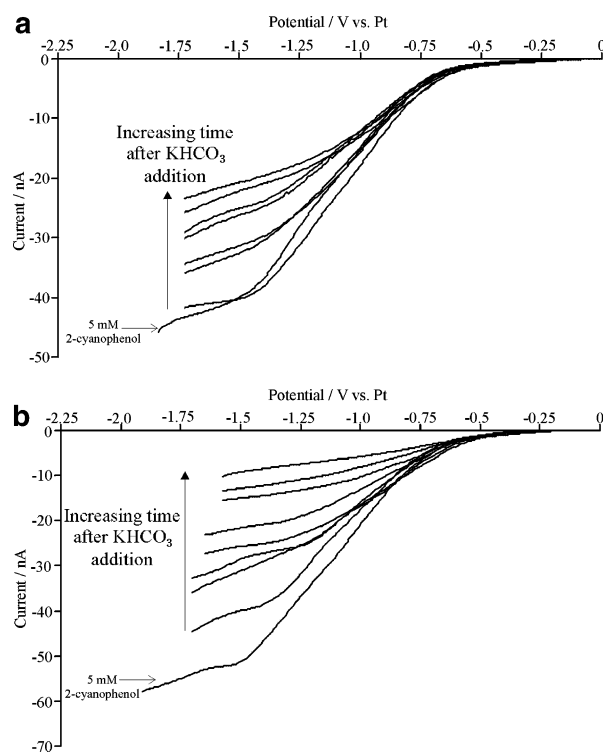 a
Potential / V vs. Pt
-2.25 -2.0 -1.75 -1.5 -1.25 -1.0 -0.75 -0.5 -0.25 0
0
-10
-20
-30
-40
-50
Current / nA
Increasing time
after KHCO₃
addition
5 mM
2-cyanophenol
b
Potential / V vs. Pt
-2.25 -2.0 -1.75 -1.5 -1.25 -1.0 -0.75 -0.5 -0.25 0
0
-10
-20
-30
-40
-50
-60
-70
Current / nA
Increasing time
after KHCO₃
addition
5 mM
2-cyanophenol